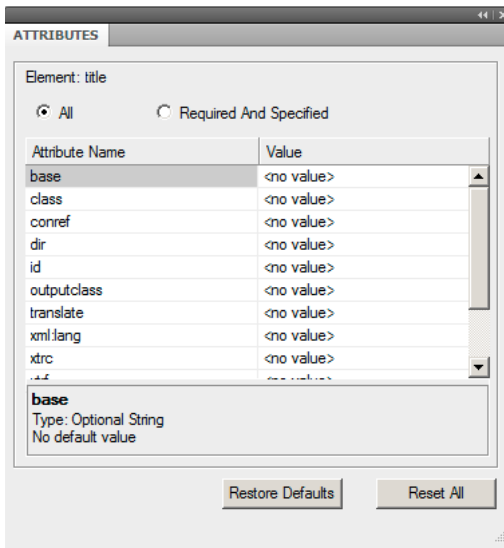 ATTRIBUTES
Element: title
All Required And Specified
Attribute Name Value
base <no value>
class <no value>
conref <no value>
dir <no value>
id <no value>
outputclass <no value>
translate <no value>
xml:lang <no value>
xtrc <no value>
base
Type: Optional String
No default value
Restore Defaults Reset All